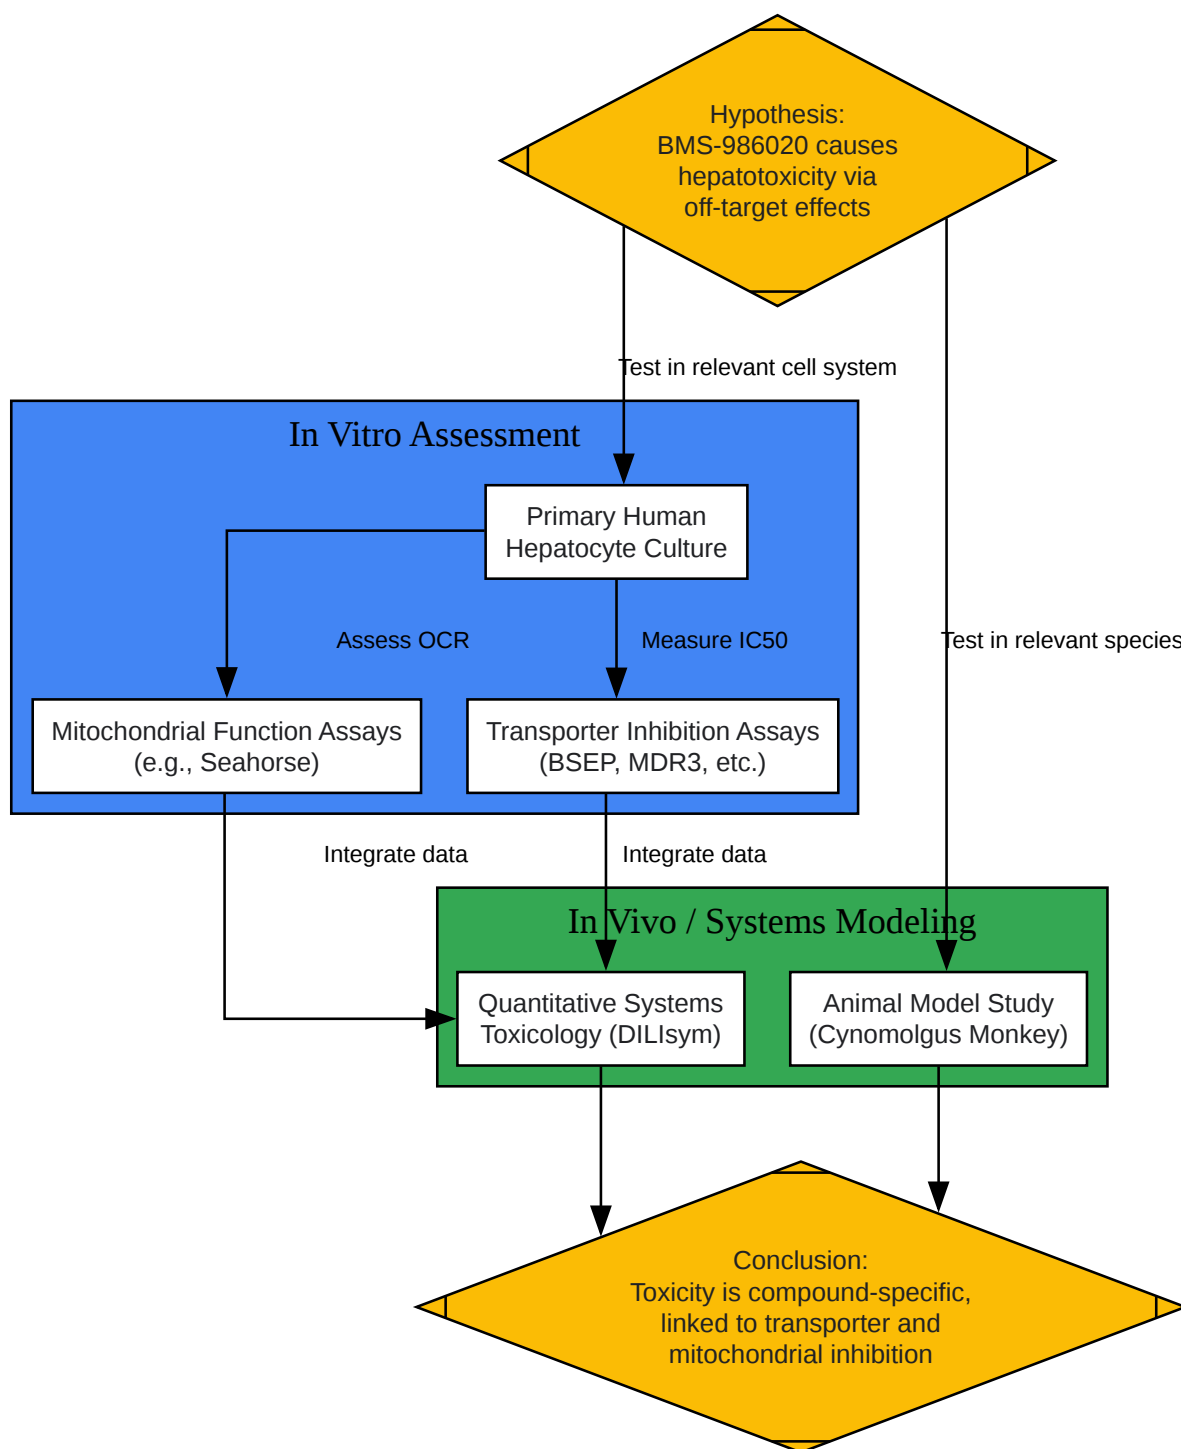 Hypothesis:
BMS-986020 causes
hepatotoxicity via
off-target effects
Test in relevant cell system
In Vitro Assessment
Primary Human
Hepatocyte Culture
Assess OCR
Measure IC50
Test in relevant species
Mitochondrial Function Assays
(e.g., Seahorse)
Transporter Inhibition Assays
(BSEP, MDR3, etc.)
Integrate data
Integrate data
In Vivo / Systems Modeling
Quantitative Systems
Toxicology (DILIsym)
Animal Model Study
(Cynomolgus Monkey)
Conclusion:
Toxicity is compound-specific,
linked to transporter and
mitochondrial inhibition